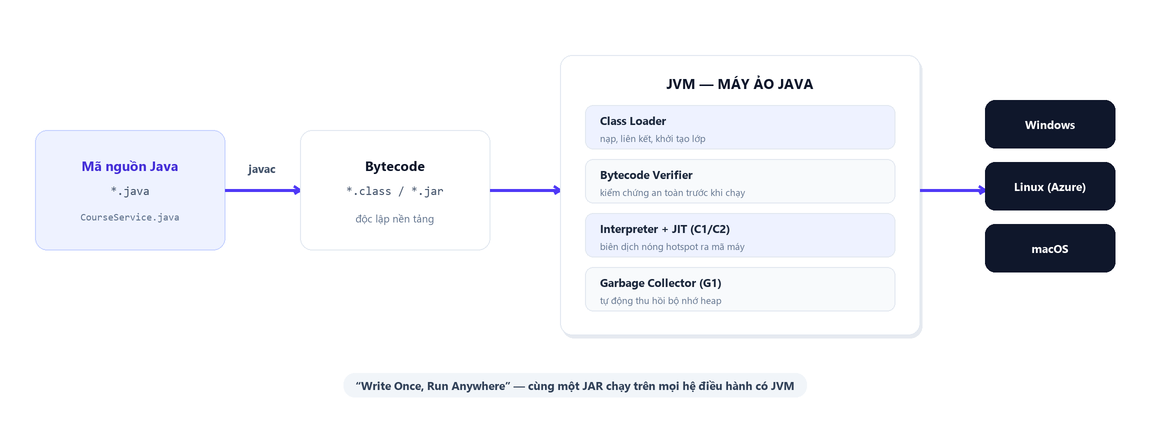 Mã nguồn Java
*.java
CourseService.java
javac
Bytecode
*.class / *.jar
độc lập nền tảng
JVM — MÁY ẢO JAVA
Class Loader
nạp, liên kết, khởi tạo lớp
Bytecode Verifier
kiểm chứng an toàn trước khi chạy
Interpreter + JIT (C1/C2)
biên dịch nóng hotspot ra mã máy
Garbage Collector (G1)
tự động thu hồi bộ nhớ heap
Windows
Linux (Azure)
macOS
“Write Once, Run Anywhere” — cùng một JAR chạy trên mọi hệ điều hành có JVM